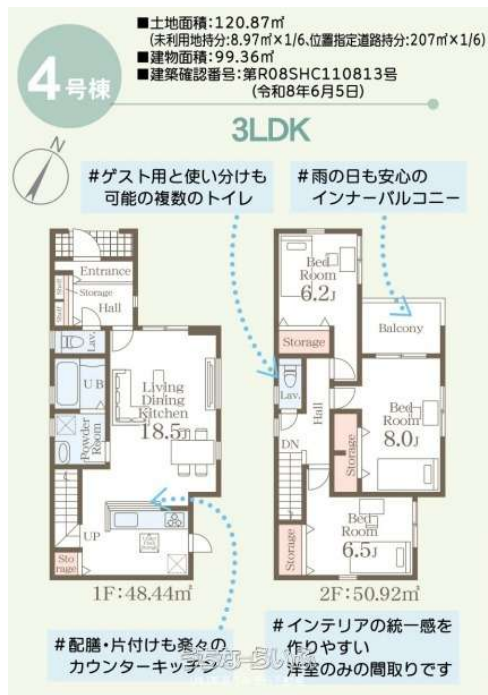 ■土地面積:120.87㎡
(未利用地持分:8.97㎡×1/6、位置指定道路持分:207㎡×1/6)
■建物面積:99.36㎡
■建築確認番号:第R08SHC110813号
(令和8年6月5日)
4号棟
3LDK
N
#ゲスト用と使い分けも
可能の複数のトイレ
#雨の日も安心の
インナーバルコニー
Entrance
Storage
Shelf
Shelf
Hall
Lav.
UB
Powder
Room
Living
Dining
Kitchen
18.5J
UP
Sto
rage
1F:48.44㎡
Bed
Room
6.2J
Storage
Balcony
Lav.
Hall
DN
Bed
Room
8.0J
Storage
Bed
Room
6.5J
Storage
2F:50.92㎡
#配膳・片付けも楽々の
カウンターキッチン
#インテリアの統一感を
作りやすい
洋室のみの間取りです